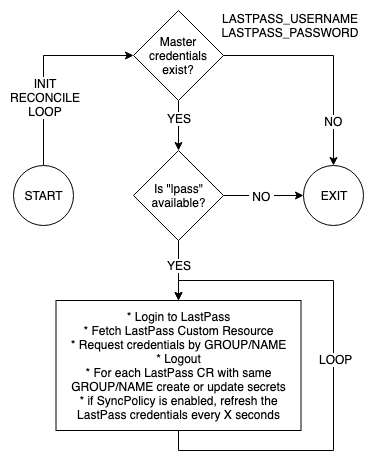 LASTPASS_USERNAME
LASTPASS_PASSWORD
Master
credentials
exist?
INIT
RECONCILE
LOOP
YES
NO
START
Is "lpass"
available?
NO
EXIT
YES
* Login to LastPass
* Fetch LastPass Custom Resource
* Request credentials by GROUP/NAME
* Logout
* For each LastPass CR with same
GROUP/NAME create or update secrets
* if SyncPolicy is enabled, refresh the
LastPass credentials every X seconds
LOOP